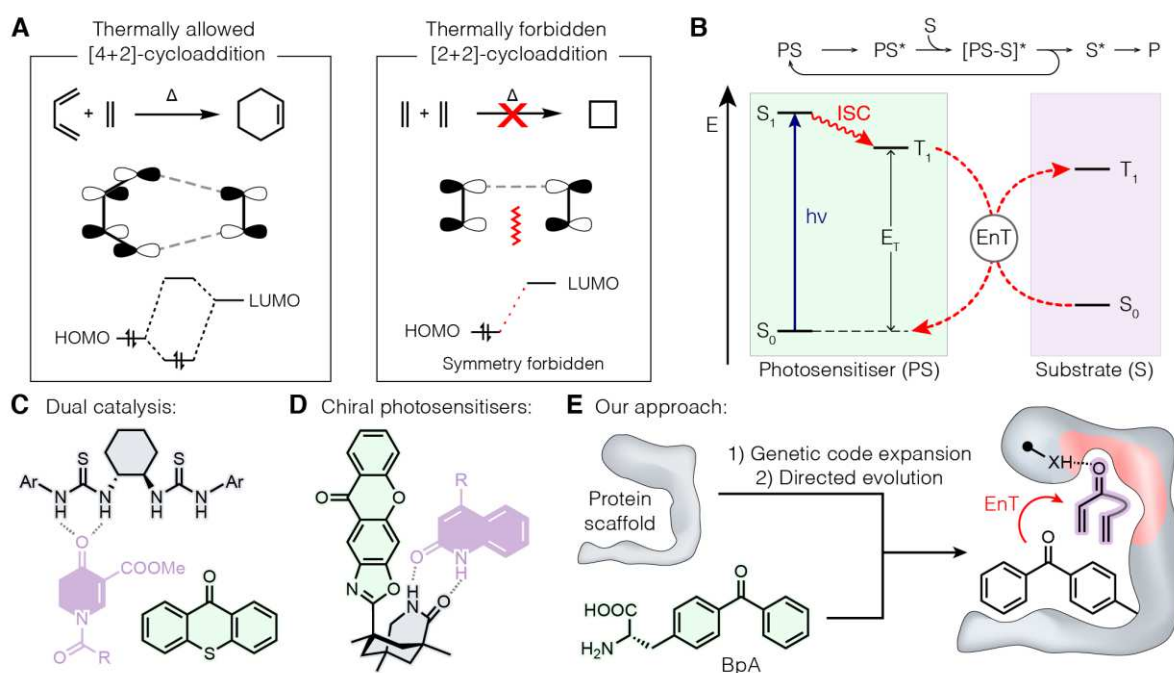 A
Thermally allowed
[4+2]-cycloaddition
+
Δ
HOMO
LUMO
Thermally forbidden
[2+2]-cycloaddition
+
Δ
HOMO
LUMO
Symmetry forbidden
B
PS
PS*
S
[PS-S]*
S*
P
E
S1
ISC
T1
hν
ET
S0
EnT
T1
S0
Photosensitiser (PS)
Substrate (S)
C Dual catalysis:
S
S
Ar
N
H
N
H
N
H
N
H
Ar
O
COOMe
N
O
R
O
S
D Chiral photosensitisers:
O
O
R
N
O
O
N
H
N
H
O
E Our approach:
Protein
scaffold
1) Genetic code expansion
2) Directed evolution
HOOC
H2N
O
BpA
XH
O
EnT
O